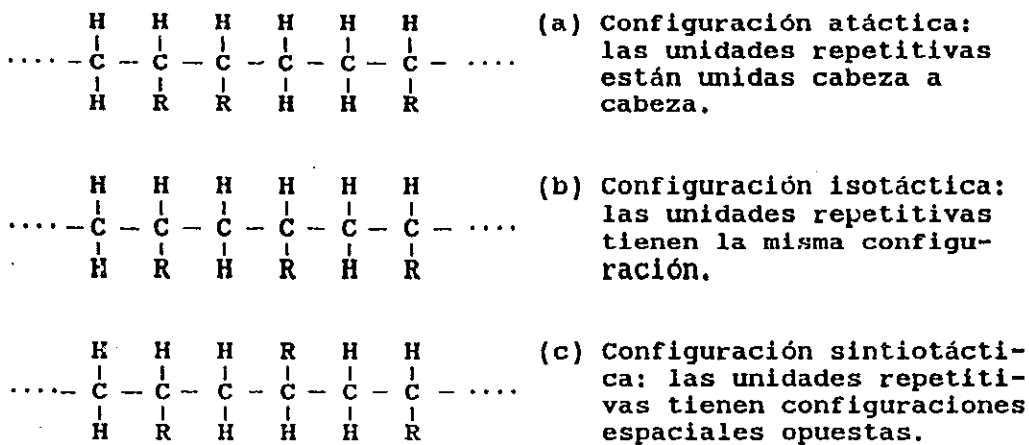 H H H H H H
···· - C - C - C - C - C - C - ····
H R R H H R
(a) Configuración atáctica:
las unidades repetitivas
están unidas cabeza a
cabeza.
H H H H H H
···· - C - C - C - C - C - C - ····
H R H R H R
(b) Configuración isotáctica:
las unidades repetitivas
tienen la misma configu-
ración.
H H H R H H
···· - C - C - C - C - C - C - ····
H R H H H R
(c) Configuración sintiotácti-
ca: las unidades repetiti-
vas tienen configuraciones
espaciales opuestas.